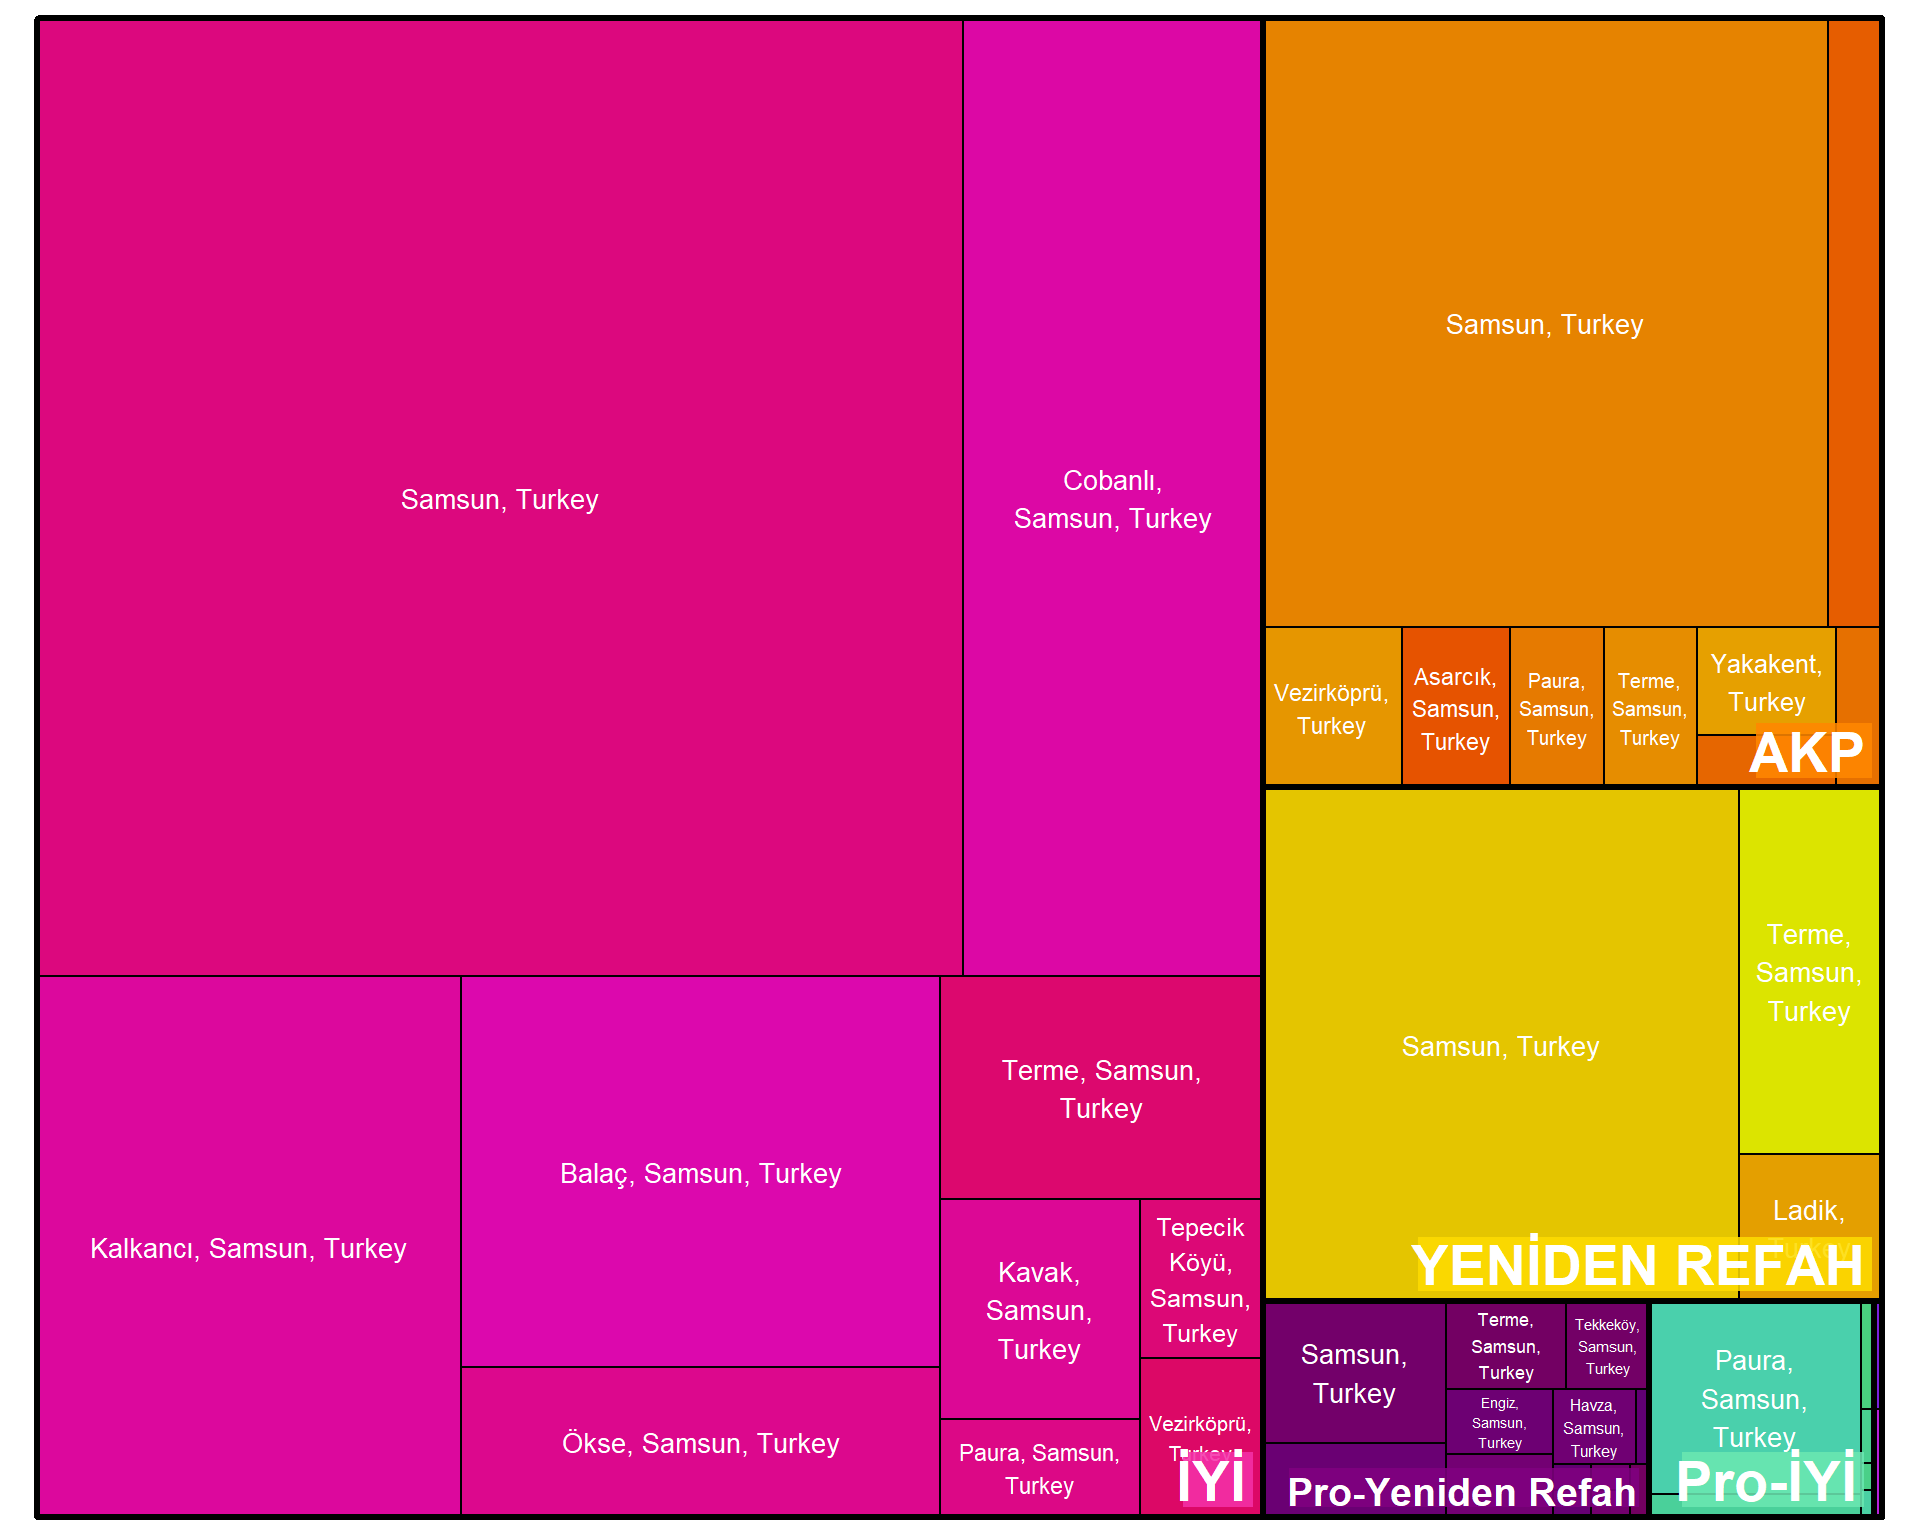 Samsun, Turkey
Cobanlı,
Samsun, Turkey
Kalkancı, Samsun, Turkey
Balaç, Samsun, Turkey
Ökse, Samsun, Turkey
Terme, Samsun,
Turkey
Kavak,
Samsun,
Turkey
Tepecik
Köyü,
Samsun,
Turkey
Paura, Samsun,
Turkey
Vezirköprü,
Turkey
İYİ
Samsun, Turkey
Vezirköprü,
Turkey
Asarcık,
Samsun,
Turkey
Paura,
Samsun,
Turkey
Terme,
Samsun,
Turkey
Yakakent,
Turkey
AKP
Samsun, Turkey
Terme,
Samsun,
Turkey
Ladik,
Turkey
YENİDEN REFAH
Samsun,
Turkey
Terme,
Samsun,
Turkey
Tekkeköy,
Samsun,
Turkey
Engiz,
Samsun,
Turkey
Havza,
Samsun,
Turkey
Pro-Yeniden Refah
Paura,
Samsun,
Turkey
Pro-İYİ